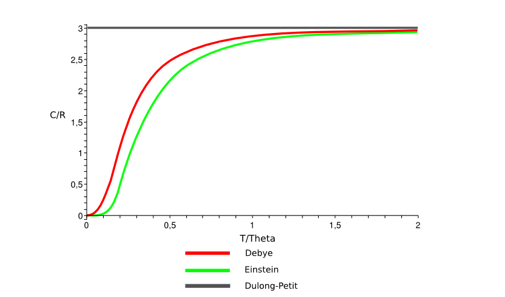 3
2,5
2
C/R
1,5
1
0,5
0
0 0,5 1 1,5 2
T/Theta
Debye
Einstein
Dulong-Petit